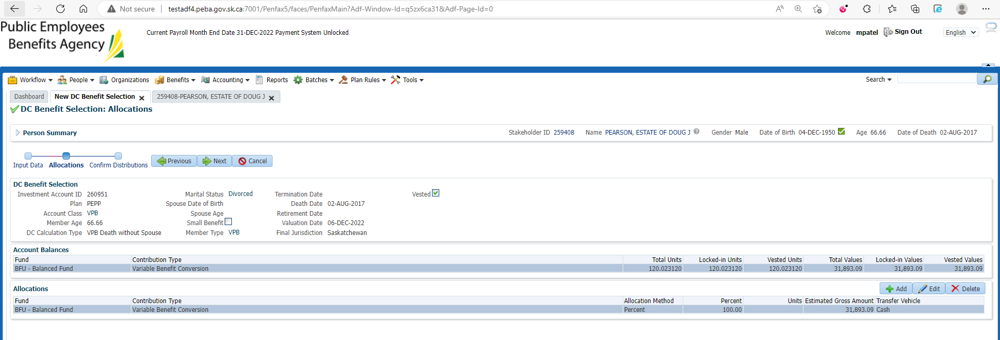 Not secure testadf4.peba.gov.sk.ca:7001/Penfax5/faces/PenfaxMain?Adf-Window-Id=q5zx6ca31&Adf-Page-Id=0
Public Employees
Benefits Agency
Current Payroll Month End Date 31-DEC-2022 Payment System Unlocked
Welcome mpatel Sign Out English
Workflow People Organizations Benefits Accounting Reports Batches Plan Rules Tools Search
Dashboard New DC Benefit Selection 259408-PEARSON, ESTATE OF DOUG J
DC Benefit Selection: Allocations
Person Summary Stakeholder ID 259408 Name PEARSON, ESTATE OF DOUG J Gender Male Date of Birth 04-DEC-1950 Age 66.66 Date of Death 02-AUG-2017
Input Data Allocations Confirm Distributions Previous Next Cancel
DC Benefit Selection
Investment Account ID 260951 Marital Status Divorced Termination Date Vested
Plan PEPP Spouse Date of Birth Death Date 02-AUG-2017
Account Class VPB Spouse Age Retirement Date
Member Age 66.66 Small Benefit Valuation Date 06-DEC-2022
DC Calculation Type VPB Death without Spouse Member Type VPB Final Jurisdiction Saskatchewan
Account Balances
Fund Contribution Type Total Units Locked-in Units Vested Units Total Values Locked-in Values Vested Values
BFU - Balanced Fund Variable Benefit Conversion 120.023120 120.023120 120.023120 31,893.09 31,893.09 31,893.09
Allocations Add Edit Delete
Fund Contribution Type Allocation Method Percent Units Estimated Gross Amount Transfer Vehicle
BFU - Balanced Fund Variable Benefit Conversion Percent 100.00 31,893.09 Cash